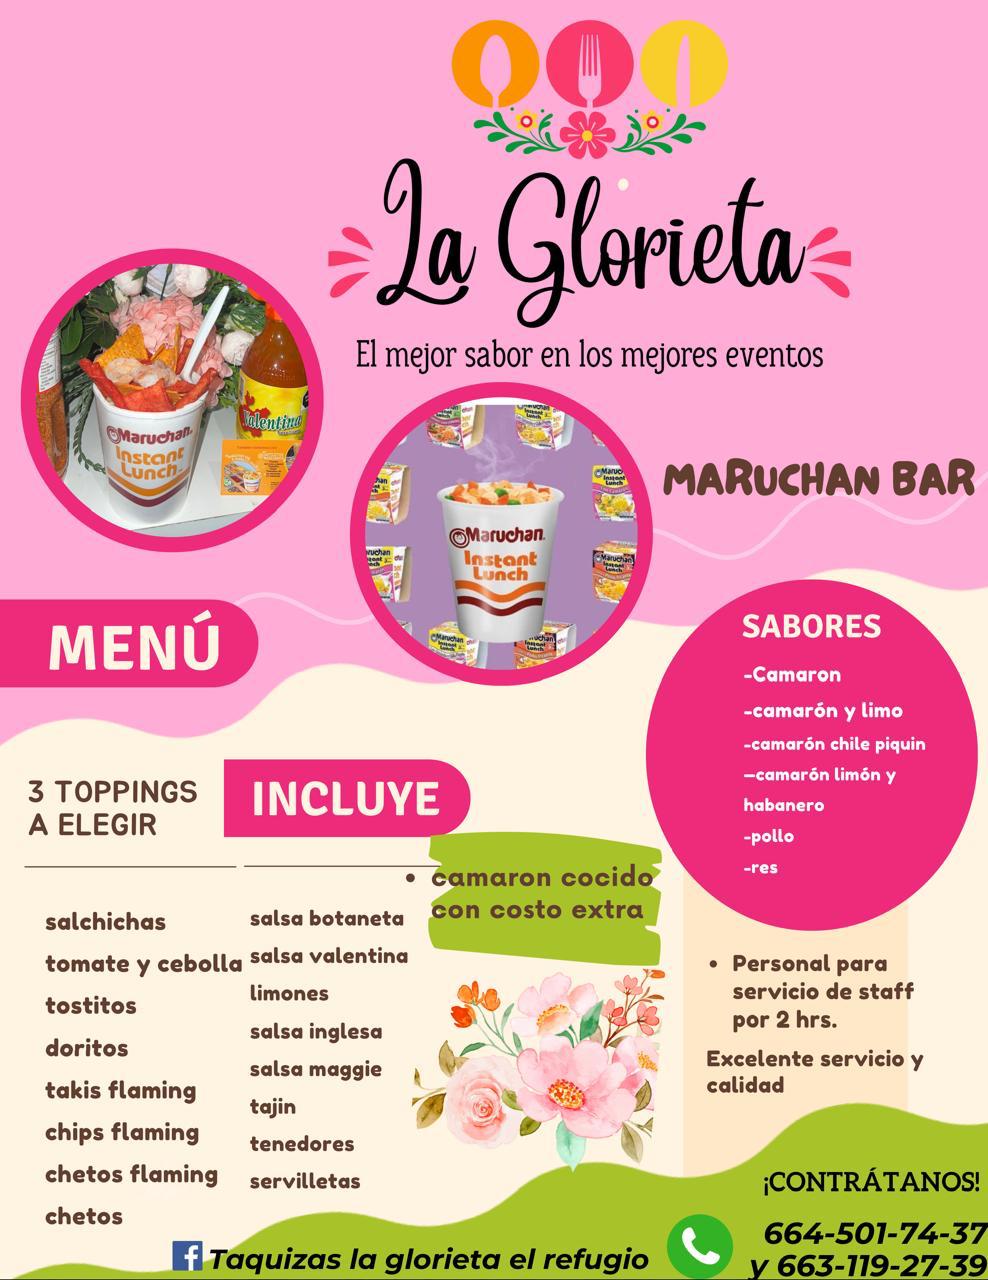 La Glorieta
El mejor sabor en los mejores eventos
Maruchan.
Instant
Lunch
Valentina
Maruchan.
Instant
Lunch
MARUCHAN BAR
MENÚ
SABORES
-Camaron
-camarón y limo
-camarón chile piquin
-camarón limón y
habanero
-pollo
-res
3 TOPPINGS
A ELEGIR
salchichas
tomate y cebolla
tostitos
doritos
takis flaming
chips flaming
chetos flaming
chetos
INCLUYE
salsa botaneta
salsa valentina
limones
salsa inglesa
salsa maggie
tajin
tenedores
servilletas
• camaron cocido
con costo extra
• Personal para
servicio de staff
por 2 hrs.
Excelente servicio y
calidad
¡CONTRÁTANOS!
664-501-74-37
y 663-119-27-39
Taquizas la glorieta el refugio